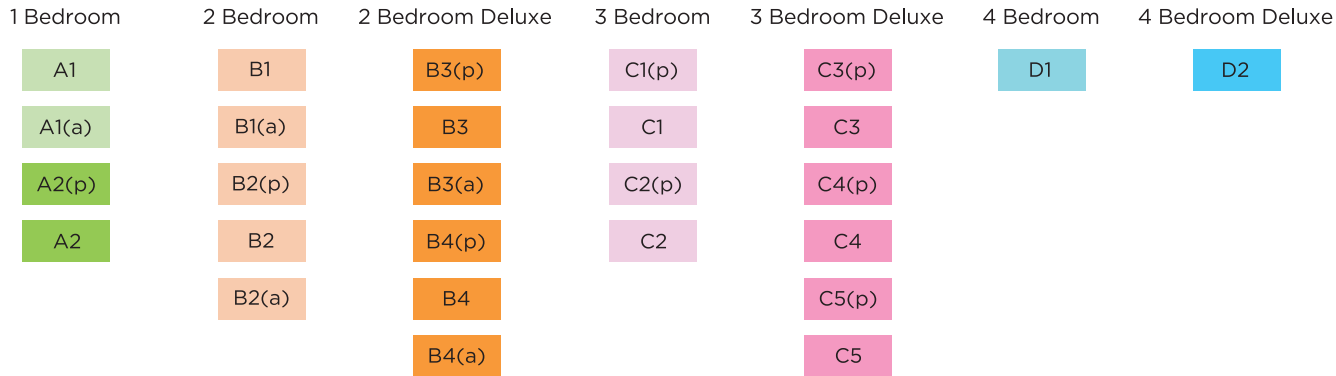 1 Bedroom 2 Bedroom 2 Bedroom Deluxe 3 Bedroom 3 Bedroom Deluxe 4 Bedroom 4 Bedroom Deluxe
A1 B1 B3(p) C1(p) C3(p) D1 D2
A1(a) B1(a) B3 C1 C3
A2(p) B2(p) B3(a) C2(p) C4(p)
A2 B2 B4(p) C2 C4
B2(a) B4 C5(p)
B4(a) C5